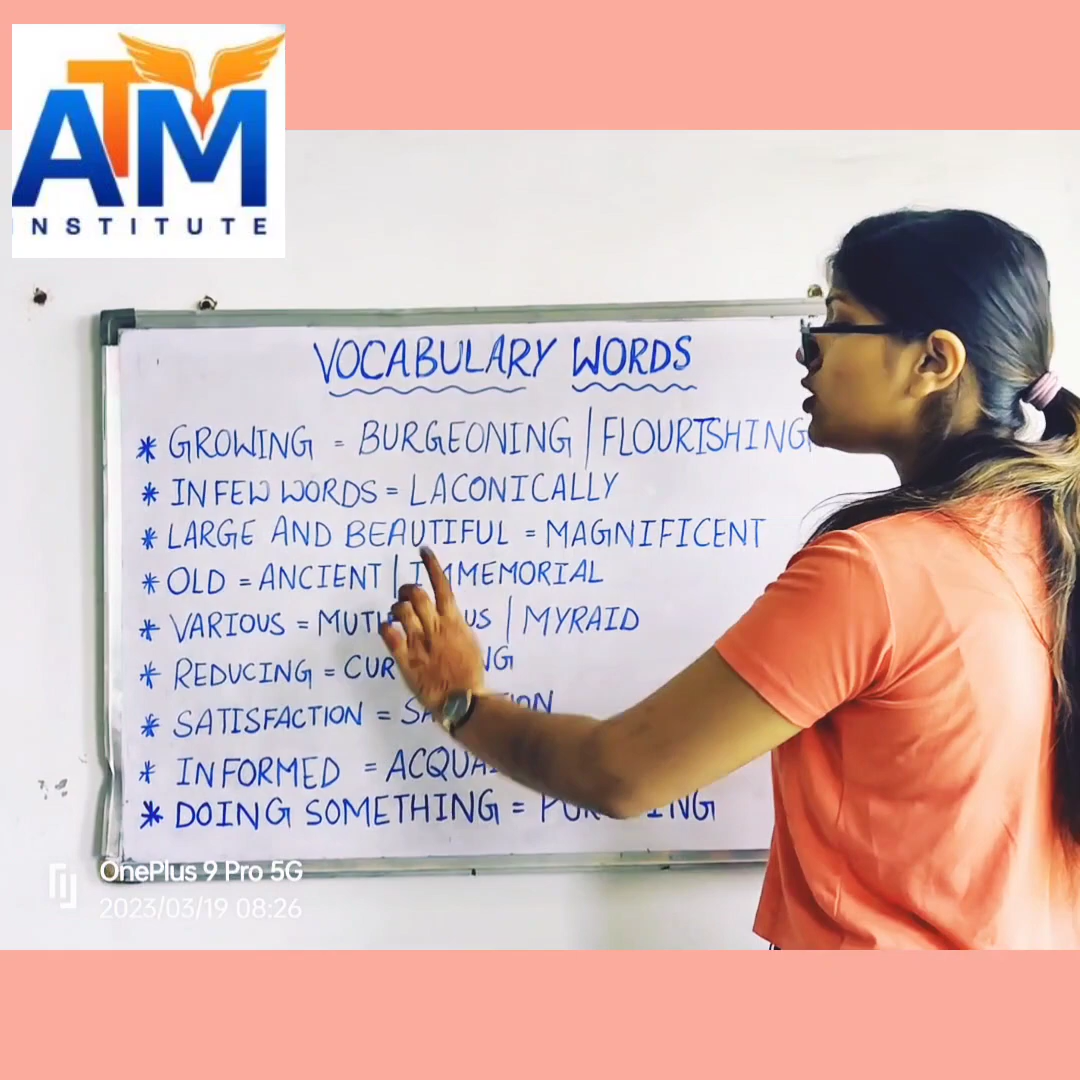 ATM
INSTITUTE
VOCABULARY WORDS
* GROWING = BURGEONING | FLOURISHING
* IN FEW WORDS = LACONICALLY
* LARGE AND BEAUTIFUL = MAGNIFICENT
* OLD = ANCIENT | IMMEMORIAL
* VARIOUS = | MYRAID
* REDUCING =
* SATISFACTION =
* INFORMED =
* DOING SOMETHING =
OnePlus 9 Pro 5G
2023/03/19 08:26